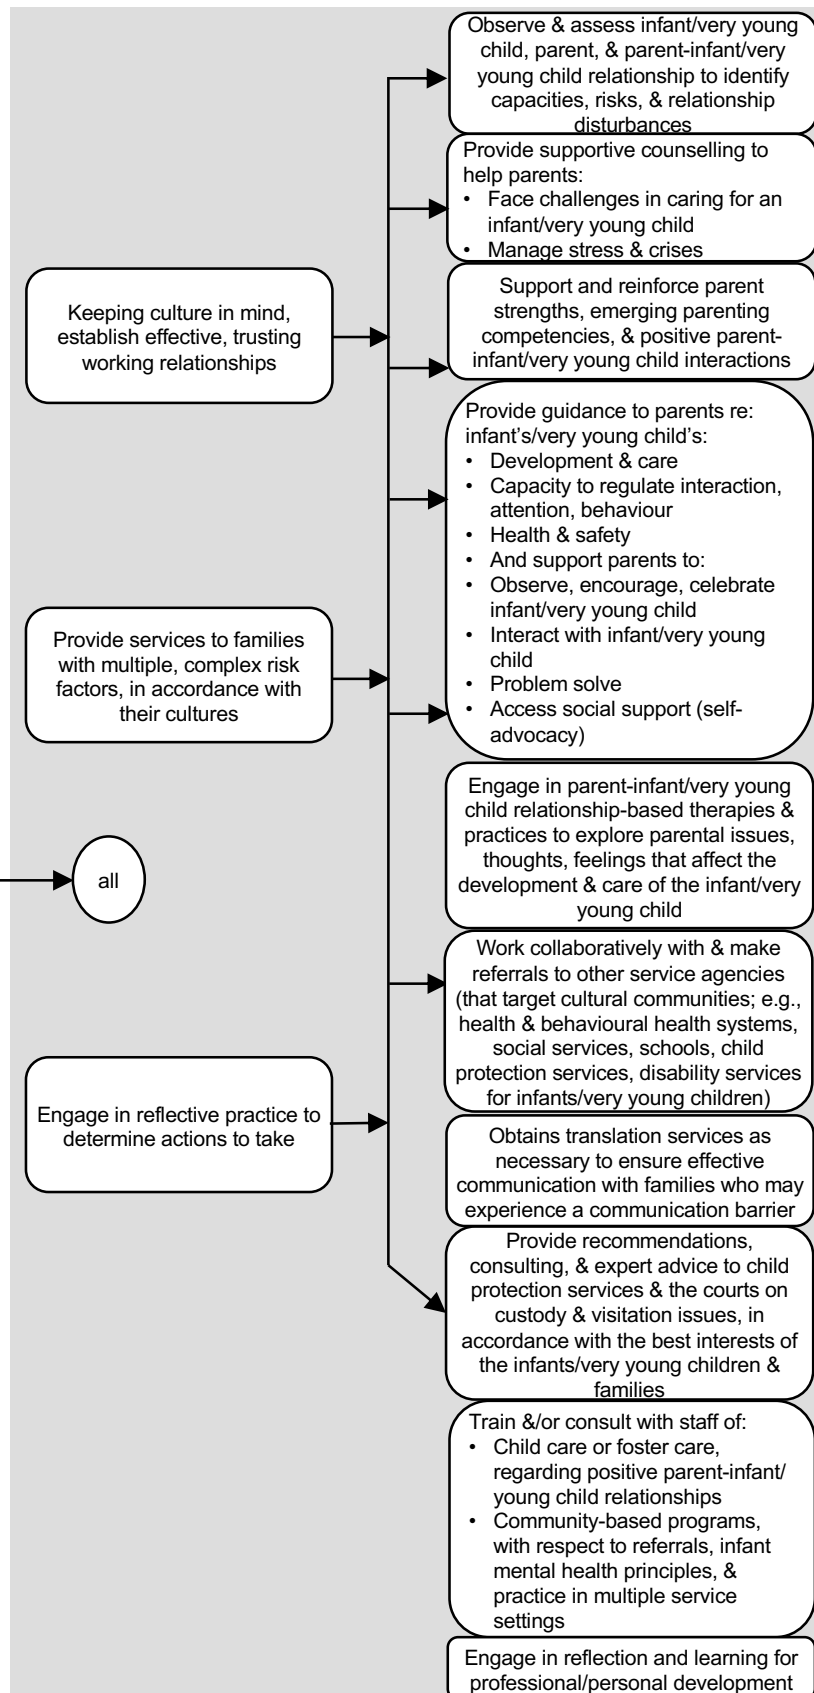 Keeping culture in mind,
establish effective, trusting
working relationships
Provide services to families
with multiple, complex risk
factors, in accordance with
their cultures
all
Engage in reflective practice to
determine actions to take
Observe & assess infant/very young
child, parent, & parent-infant/very
young child relationship to identify
capacities, risks, & relationship
disturbances
Provide supportive counselling to
help parents:
• Face challenges in caring for an
infant/very young child
• Manage stress & crises
Support and reinforce parent
strengths, emerging parenting
competencies, & positive parent-
infant/very young child interactions
Provide guidance to parents re:
infant’s/very young child’s:
• Development & care
• Capacity to regulate interaction,
attention, behaviour
• Health & safety
• And support parents to:
• Observe, encourage, celebrate
infant/very young child
• Interact with infant/very young
child
• Problem solve
• Access social support (self-
advocacy)
Engage in parent-infant/very young
child relationship-based therapies &
practices to explore parental issues,
thoughts, feelings that affect the
development & care of the infant/very
young child
Work collaboratively with & make
referrals to other service agencies
(that target cultural communities; e.g.,
health & behavioural health systems,
social services, schools, child
protection services, disability services
for infants/very young children)
Obtains translation services as
necessary to ensure effective
communication with families who may
experience a communication barrier
Provide recommendations,
consulting, & expert advice to child
protection services & the courts on
custody & visitation issues, in
accordance with the best interests of
the infants/very young children &
families
Train &/or consult with staff of:
• Child care or foster care,
regarding positive parent-infant/
young child relationships
• Community-based programs,
with respect to referrals, infant
mental health principles, &
practice in multiple service
settings
Engage in reflection and learning for
professional/personal development